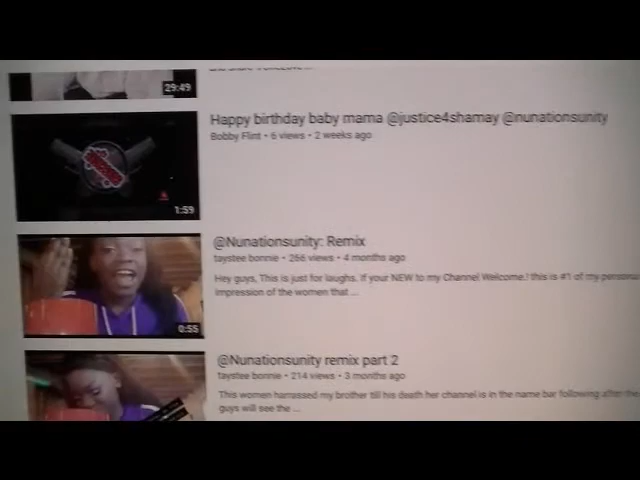 29:49
Happy birthday baby mama @justice4shamay @nunationsunity
Bobby Flint • 6 views • 2 weeks ago
1:59
@Nunationsunity: Remix
taystee bonnie • 266 views • 4 months ago
Hey guys, This is just for laughs. If your NEW to my Channel Welcome.! this is #1 of my persona
impression of the women that ...
0:55
@Nunationsunity remix part 2
taystee bonnie • 214 views • 3 months ago
This women harrassed my brother till his death her channel is in the name bar following after the
guys will see the ...